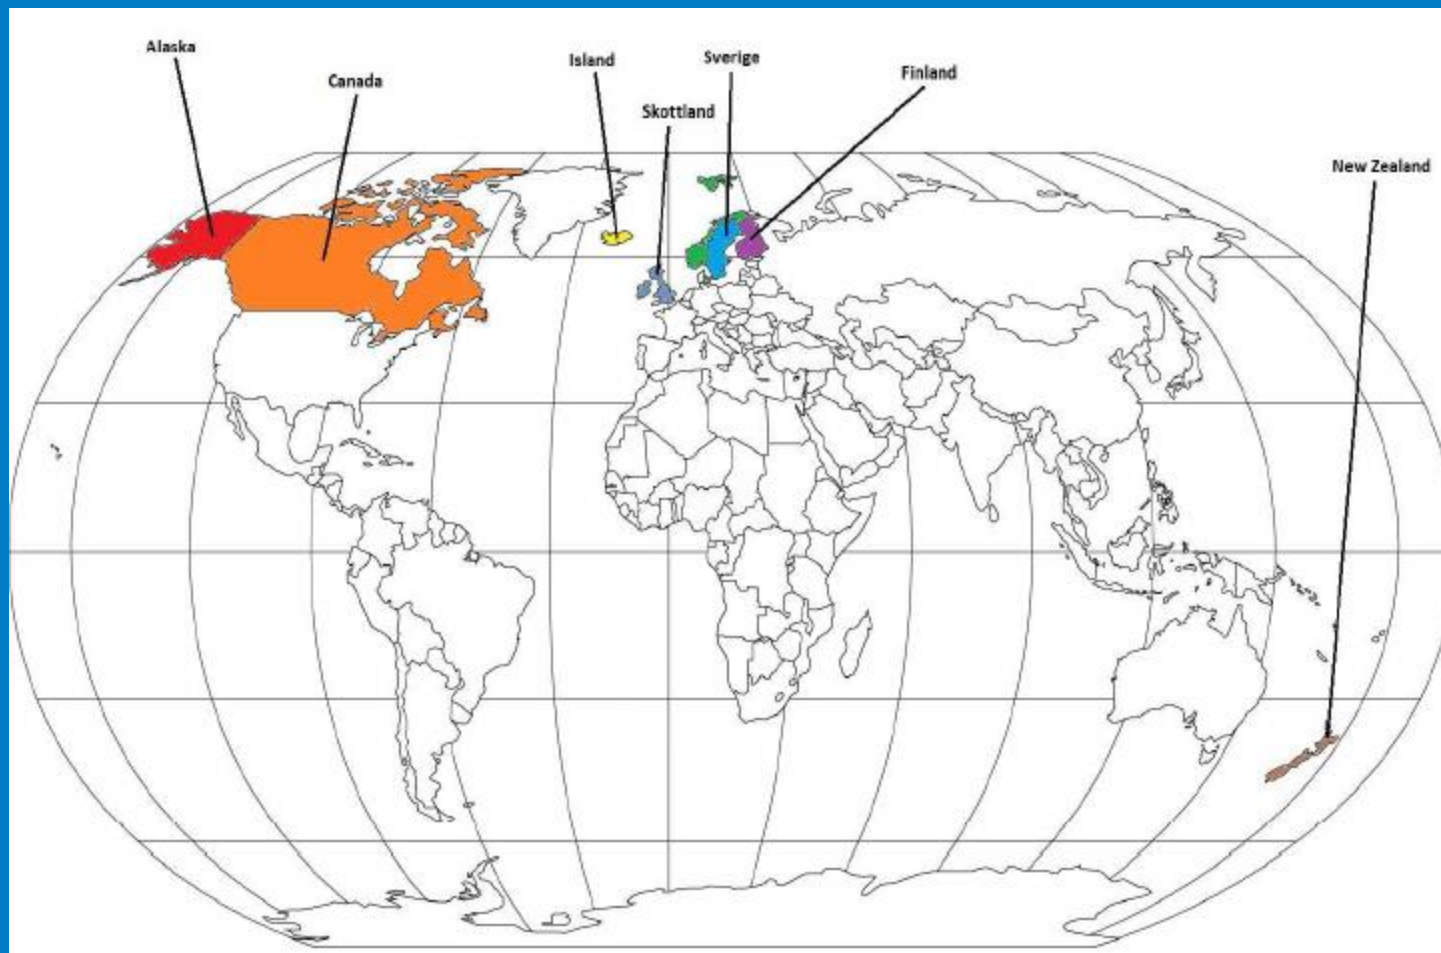 Alaska
Canada
Island
Skottland
Sverige
Finland
New Zealand